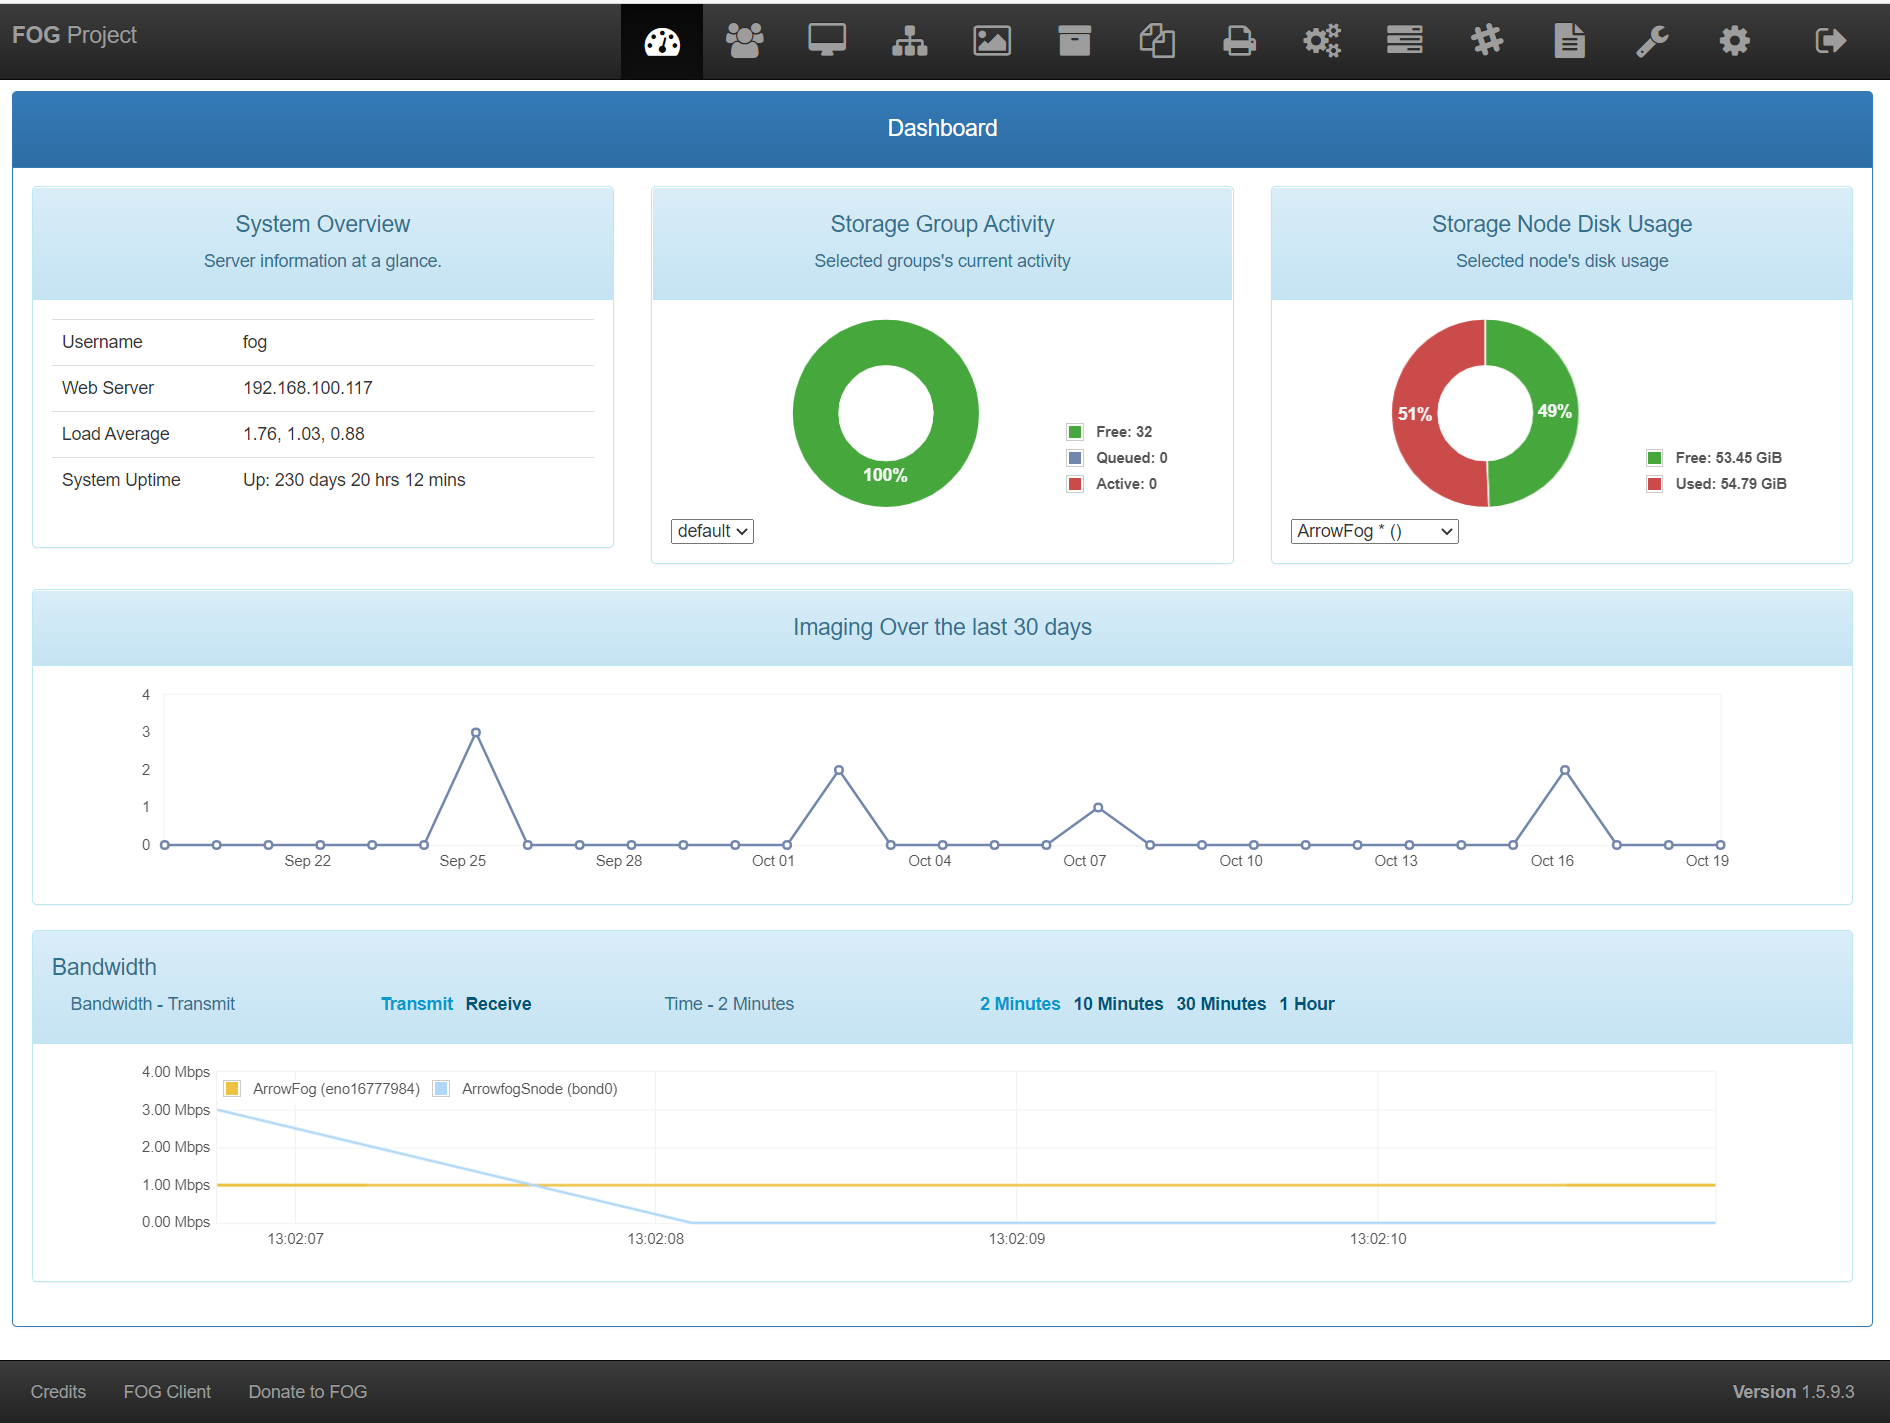 FOG Project
Dashboard
System Overview
Server information at a glance.
Username fog
Web Server 192.168.100.117
Load Average 1.76, 1.03, 0.88
System Uptime Up: 230 days 20 hrs 12 mins
Storage Group Activity
Selected groups's current activity
100%
Free: 32
Queued: 0
Active: 0
default
Storage Node Disk Usage
Selected node's disk usage
51% 49%
Free: 53.45 GiB
Used: 54.79 GiB
ArrowFog * ()
Imaging Over the last 30 days
4
3
2
1
0
Sep 22 Sep 25 Sep 28 Oct 01 Oct 04 Oct 07 Oct 10 Oct 13 Oct 16 Oct 19
Bandwidth
Bandwidth - Transmit Transmit Receive Time - 2 Minutes 2 Minutes 10 Minutes 30 Minutes 1 Hour
4.00 Mbps
ArrowFog (eno16777984) ArrowfogSnode (bond0)
3.00 Mbps
2.00 Mbps
1.00 Mbps
0.00 Mbps
13:02:07 13:02:08 13:02:09 13:02:10
Credits FOG Client Donate to FOG Version 1.5.9.3